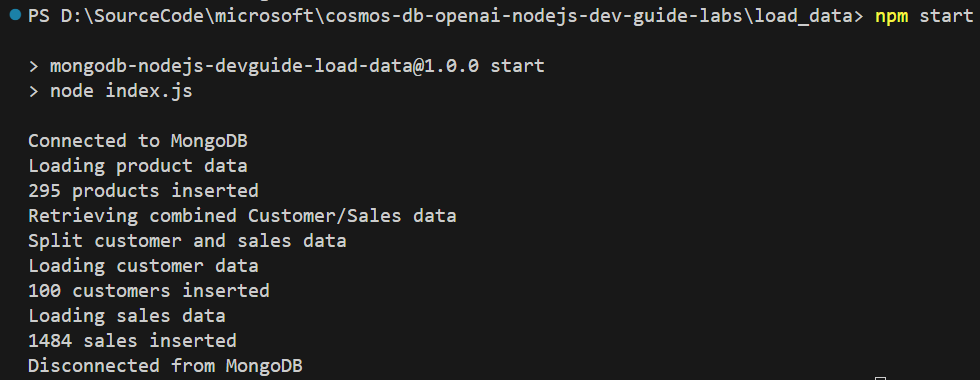 PS D:\SourceCode\microsoft\cosmos-db-openai-nodejs-dev-guide-labs\load_data> npm start
> mongodb-nodejs-devguide-load-data@1.0.0 start
> node index.js
Connected to MongoDB
Loading product data
295 products inserted
Retrieving combined Customer/Sales data
Split customer and sales data
Loading customer data
100 customers inserted
Loading sales data
1484 sales inserted
Disconnected from MongoDB